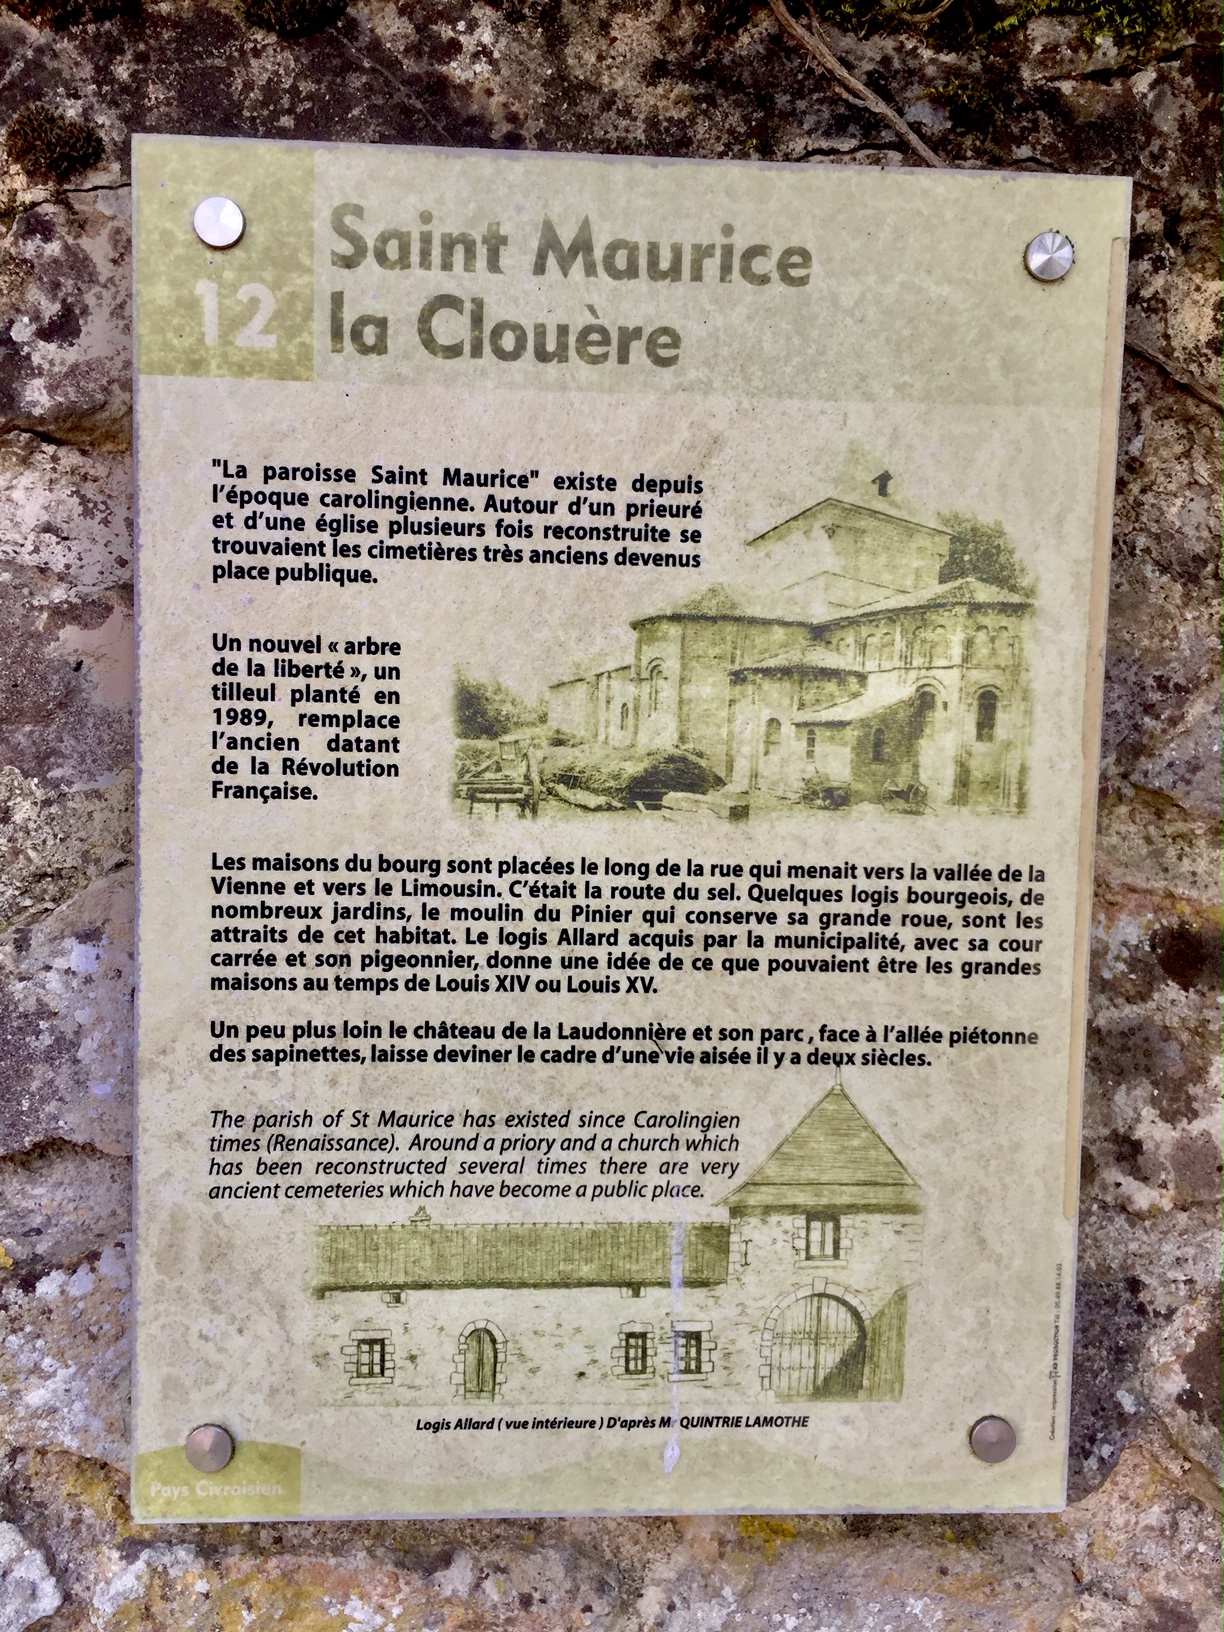 12
Saint Maurice
la Clouère
"La paroisse Saint Maurice" existe depuis
l'époque carolingienne. Autour d'un prieuré
et d'une église plusieurs fois reconstruite se
trouvaient les cimetières très anciens devenus
place publique.
Un nouvel « arbre
de la liberté », un
tilleul planté en
1989, remplace
l'ancien datant
de la Révolution
Française.
Les maisons du bourg sont placées le long de la rue qui menait vers la vallée de la
Vienne et vers le Limousin. C'était la route du sel. Quelques logis bourgeois, de
nombreux jardins, le moulin du Pinier qui conserve sa grande roue, sont les
attraits de cet habitat. Le logis Allard acquis par la municipalité, avec sa cour
carrée et son pigeonnier, donne une idée de ce que pouvaient être les grandes
maisons au temps de Louis XIV ou Louis XV.
Un peu plus loin le château de la Laudonnière et son parc, face à l'allée piétonne
des sapinettes, laisse deviner le cadre d'une vie aisée il y a deux siècles.
The parish of St Maurice has existed since Carolingien
times (Renaissance). Around a priory and a church which
has been reconstructed several times there are very
ancient cemeteries which have become a public place.
Logis Allard ( vue intérieure ) D'après Mr QUINTRIE LAMOTHE
Pays Civraisien